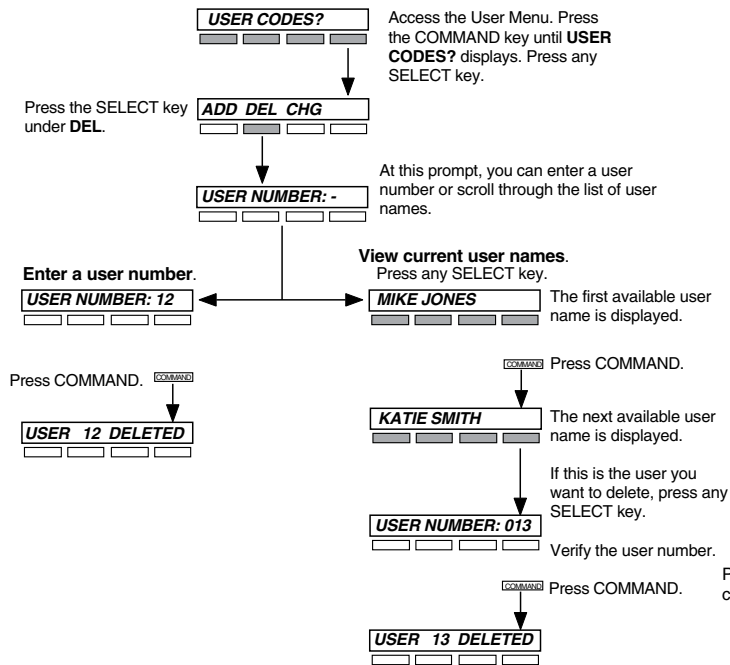 USER CODES?
Access the User Menu. Press
the COMMAND key until USER
CODES? displays. Press any
SELECT key.
Press the SELECT key
under DEL.
ADD DEL CHG
At this prompt, you can enter a user
number or scroll through the list of user
names.
USER NUMBER: -
Enter a user number.
View current user names.
Press any SELECT key.
USER NUMBER: 12
MIKE JONES
The first available user
name is displayed.
Press COMMAND.
COMMAND
COMMAND
Press COMMAND.
USER 12 DELETED
KATIE SMITH
The next available user
name is displayed.
If this is the user you
want to delete, press any
SELECT key.
USER NUMBER: 013
Verify the user number.
COMMAND
Press COMMAND.
USER 13 DELETED